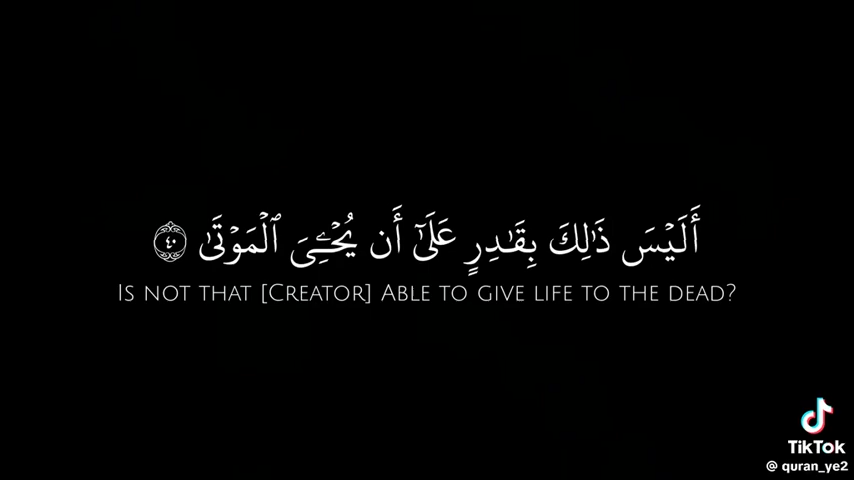 أَلَيْسَ ذَٰلِكَ بِقَـٰدِرٍ عَلَىٰٓ أَن يُحْـِۧىَ ٱلْمَوْتَىٰ ٤٠
IS NOT THAT [CREATOR] ABLE TO GIVE LIFE TO THE DEAD?
TikTok
@ quran_ye2